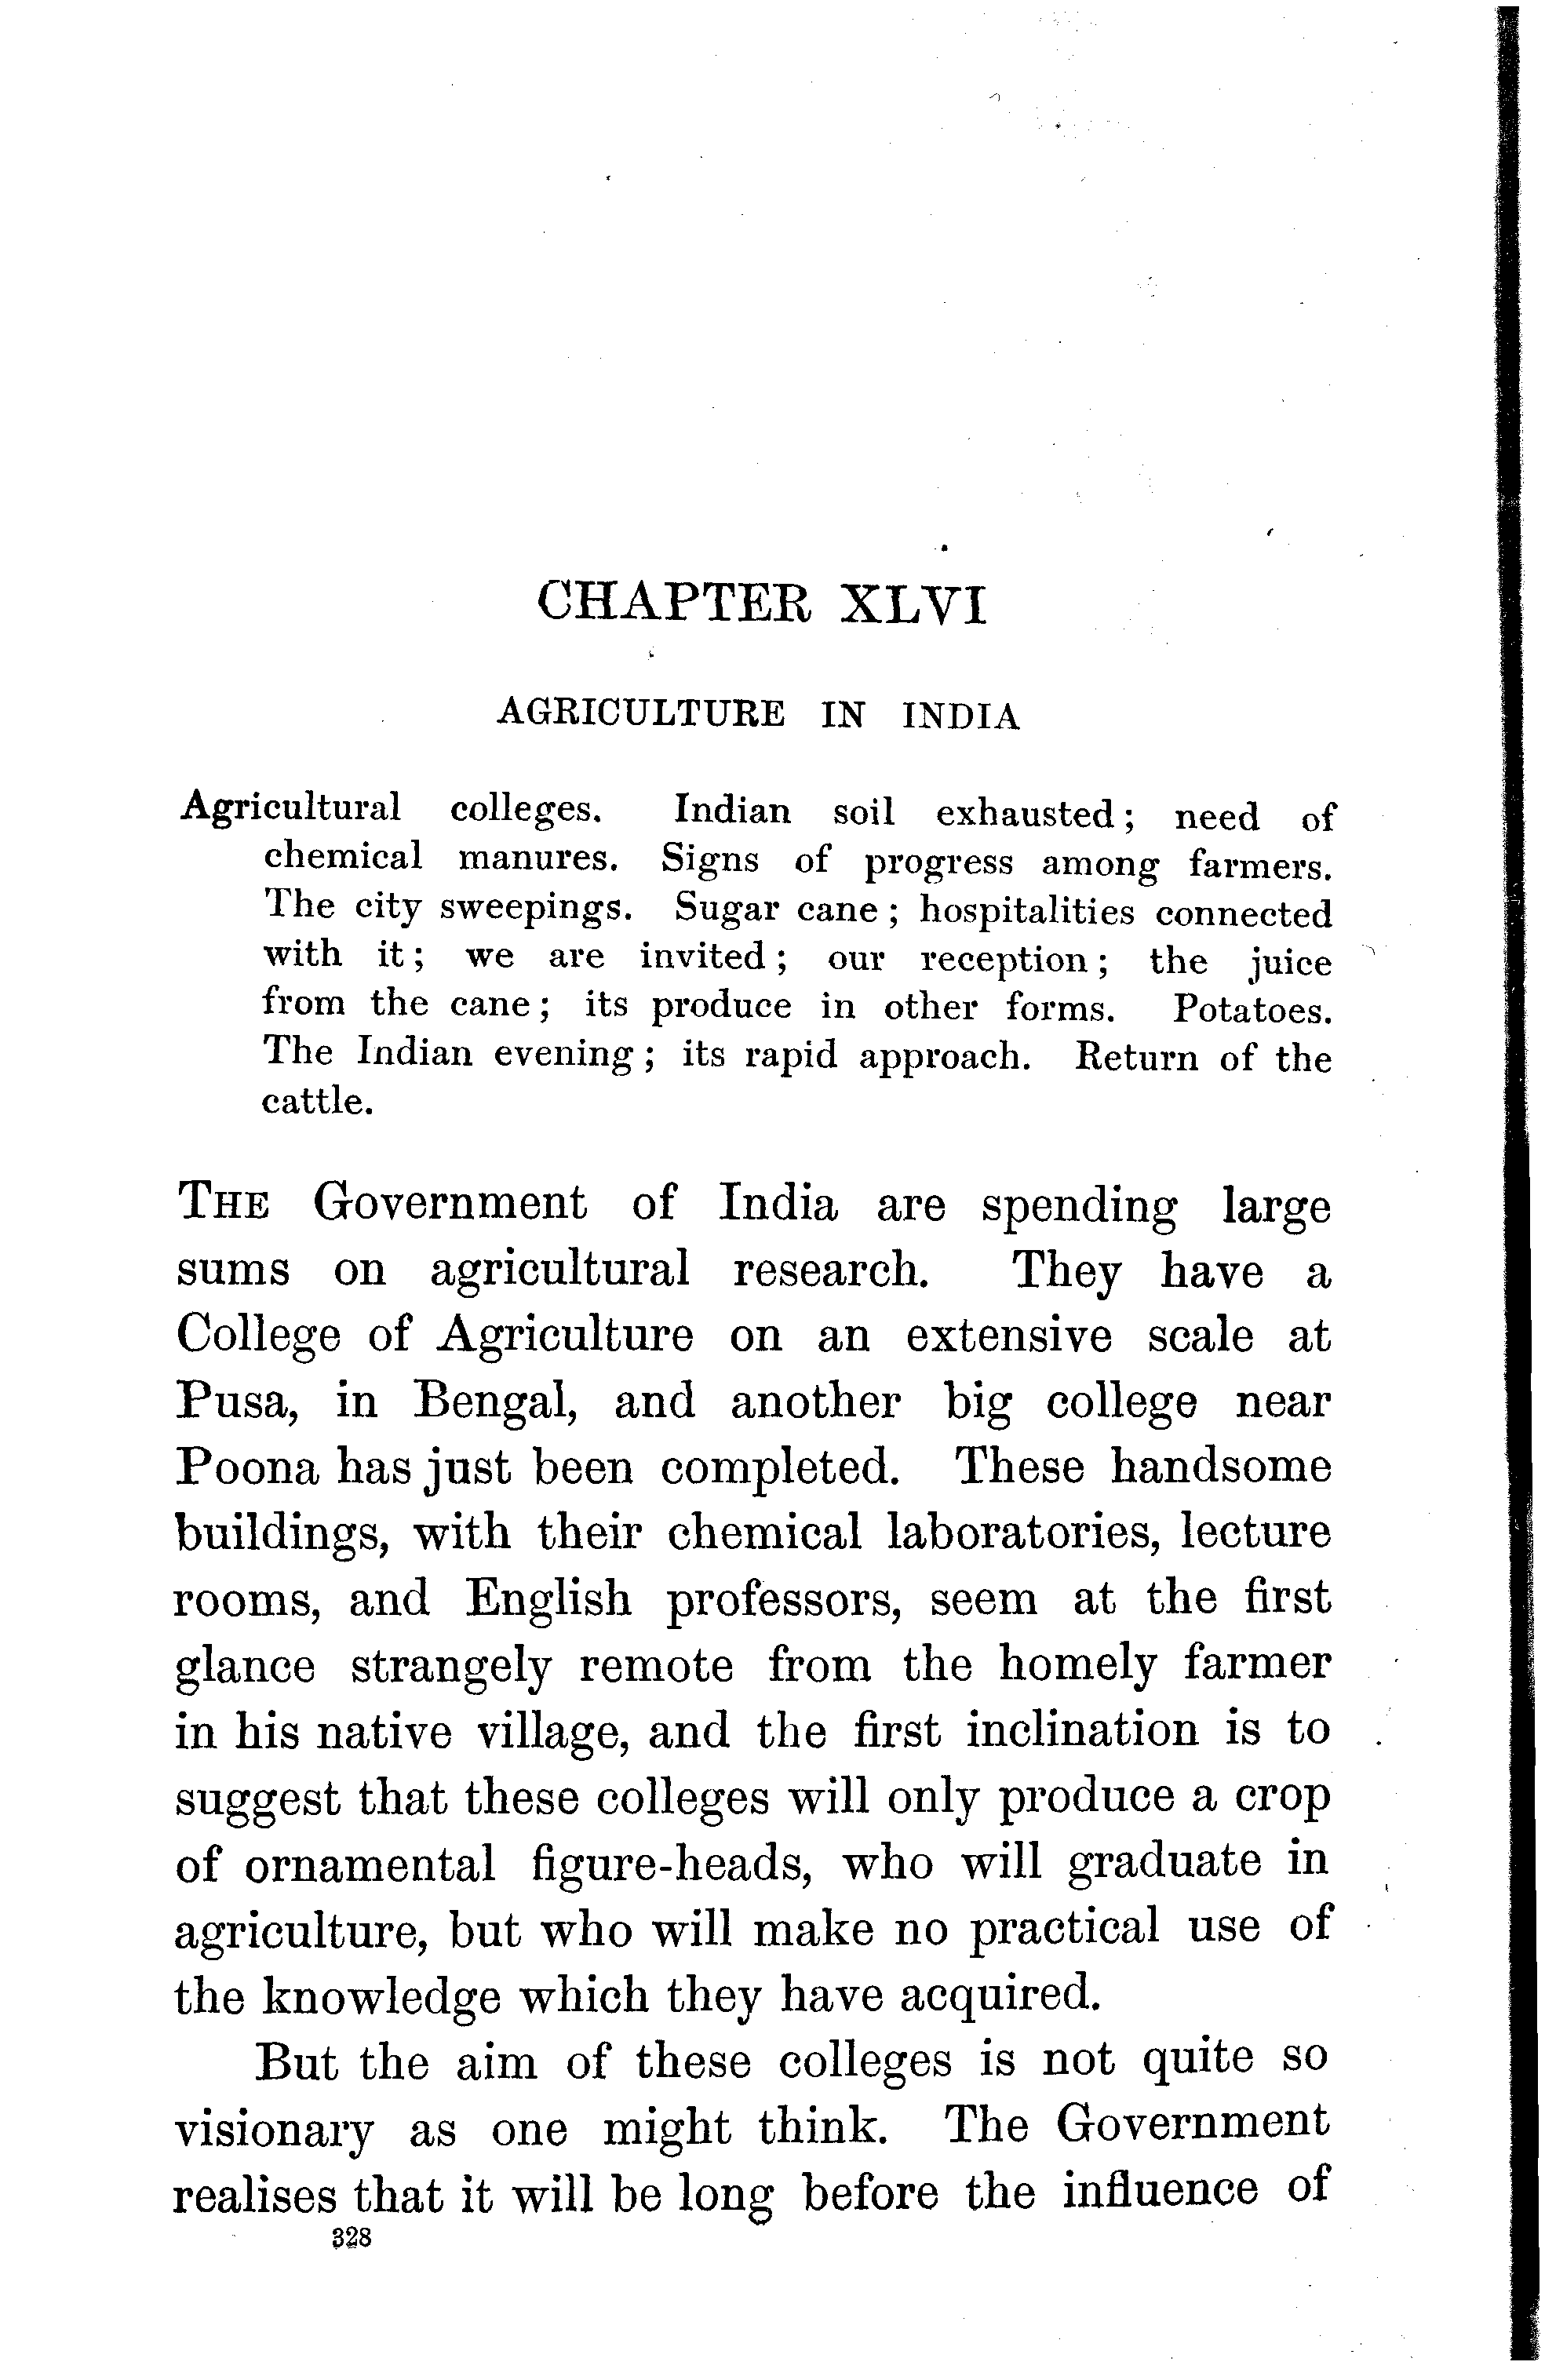 CHAPTER XLVI
AGRICULTURE IN INDIA
Agricultural colleges. Indian soil exhausted; need of
chemical manures. Signs of progress among farmers.
The city sweepings. Sugar cane; hospitalities connected
with it; we are invited; our reception; the juice
from the cane; its produce in other forms. Potatoes.
The Indian evening; its rapid approach. Return of the
cattle.
THE Government of India are spending large
sums on agricultural research. They have a
College of Agriculture on an extensive scale at
Pusa, in Bengal, and another big college near
Poona has just been completed. These handsome
buildings, with their chemical laboratories, lecture
rooms, and English professors, seem at the first
glance strangely remote from the homely farmer
in his native village, and the first inclination is to
suggest that these colleges will only produce a crop
of ornamental figure-heads, who will graduate in
agriculture, but who will make no practical use of
the knowledge which they have acquired.
But the aim of these colleges is not quite so
visionary as one might think. The Government
realises that it will be long before the influence of
328